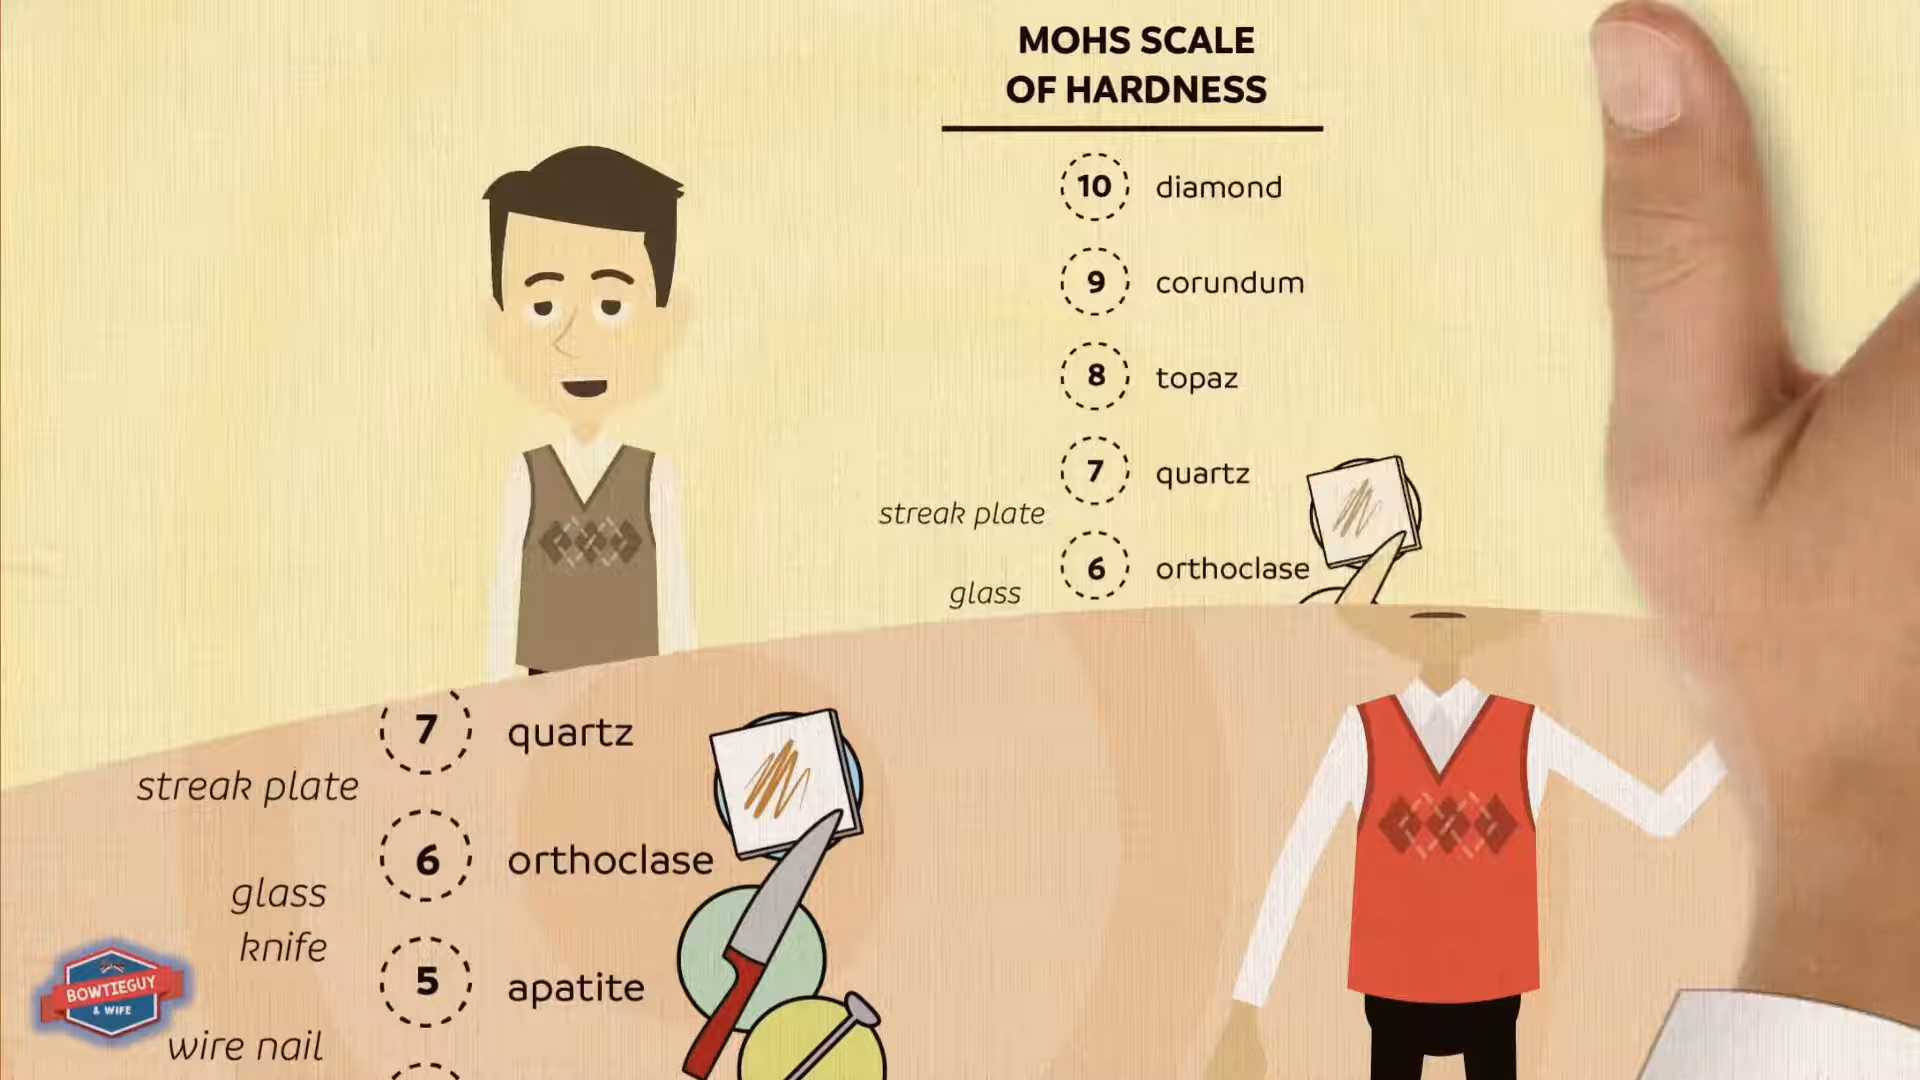 MOHS SCALE
OF HARDNESS
10 diamond
9 corundum
8 topaz
7 quartz
streak plate
6 orthoclase
glass
7 quartz
streak plate
6 orthoclase
glass
knife
5 apatite
wire nail
BOWTIEGUY
& WIFE